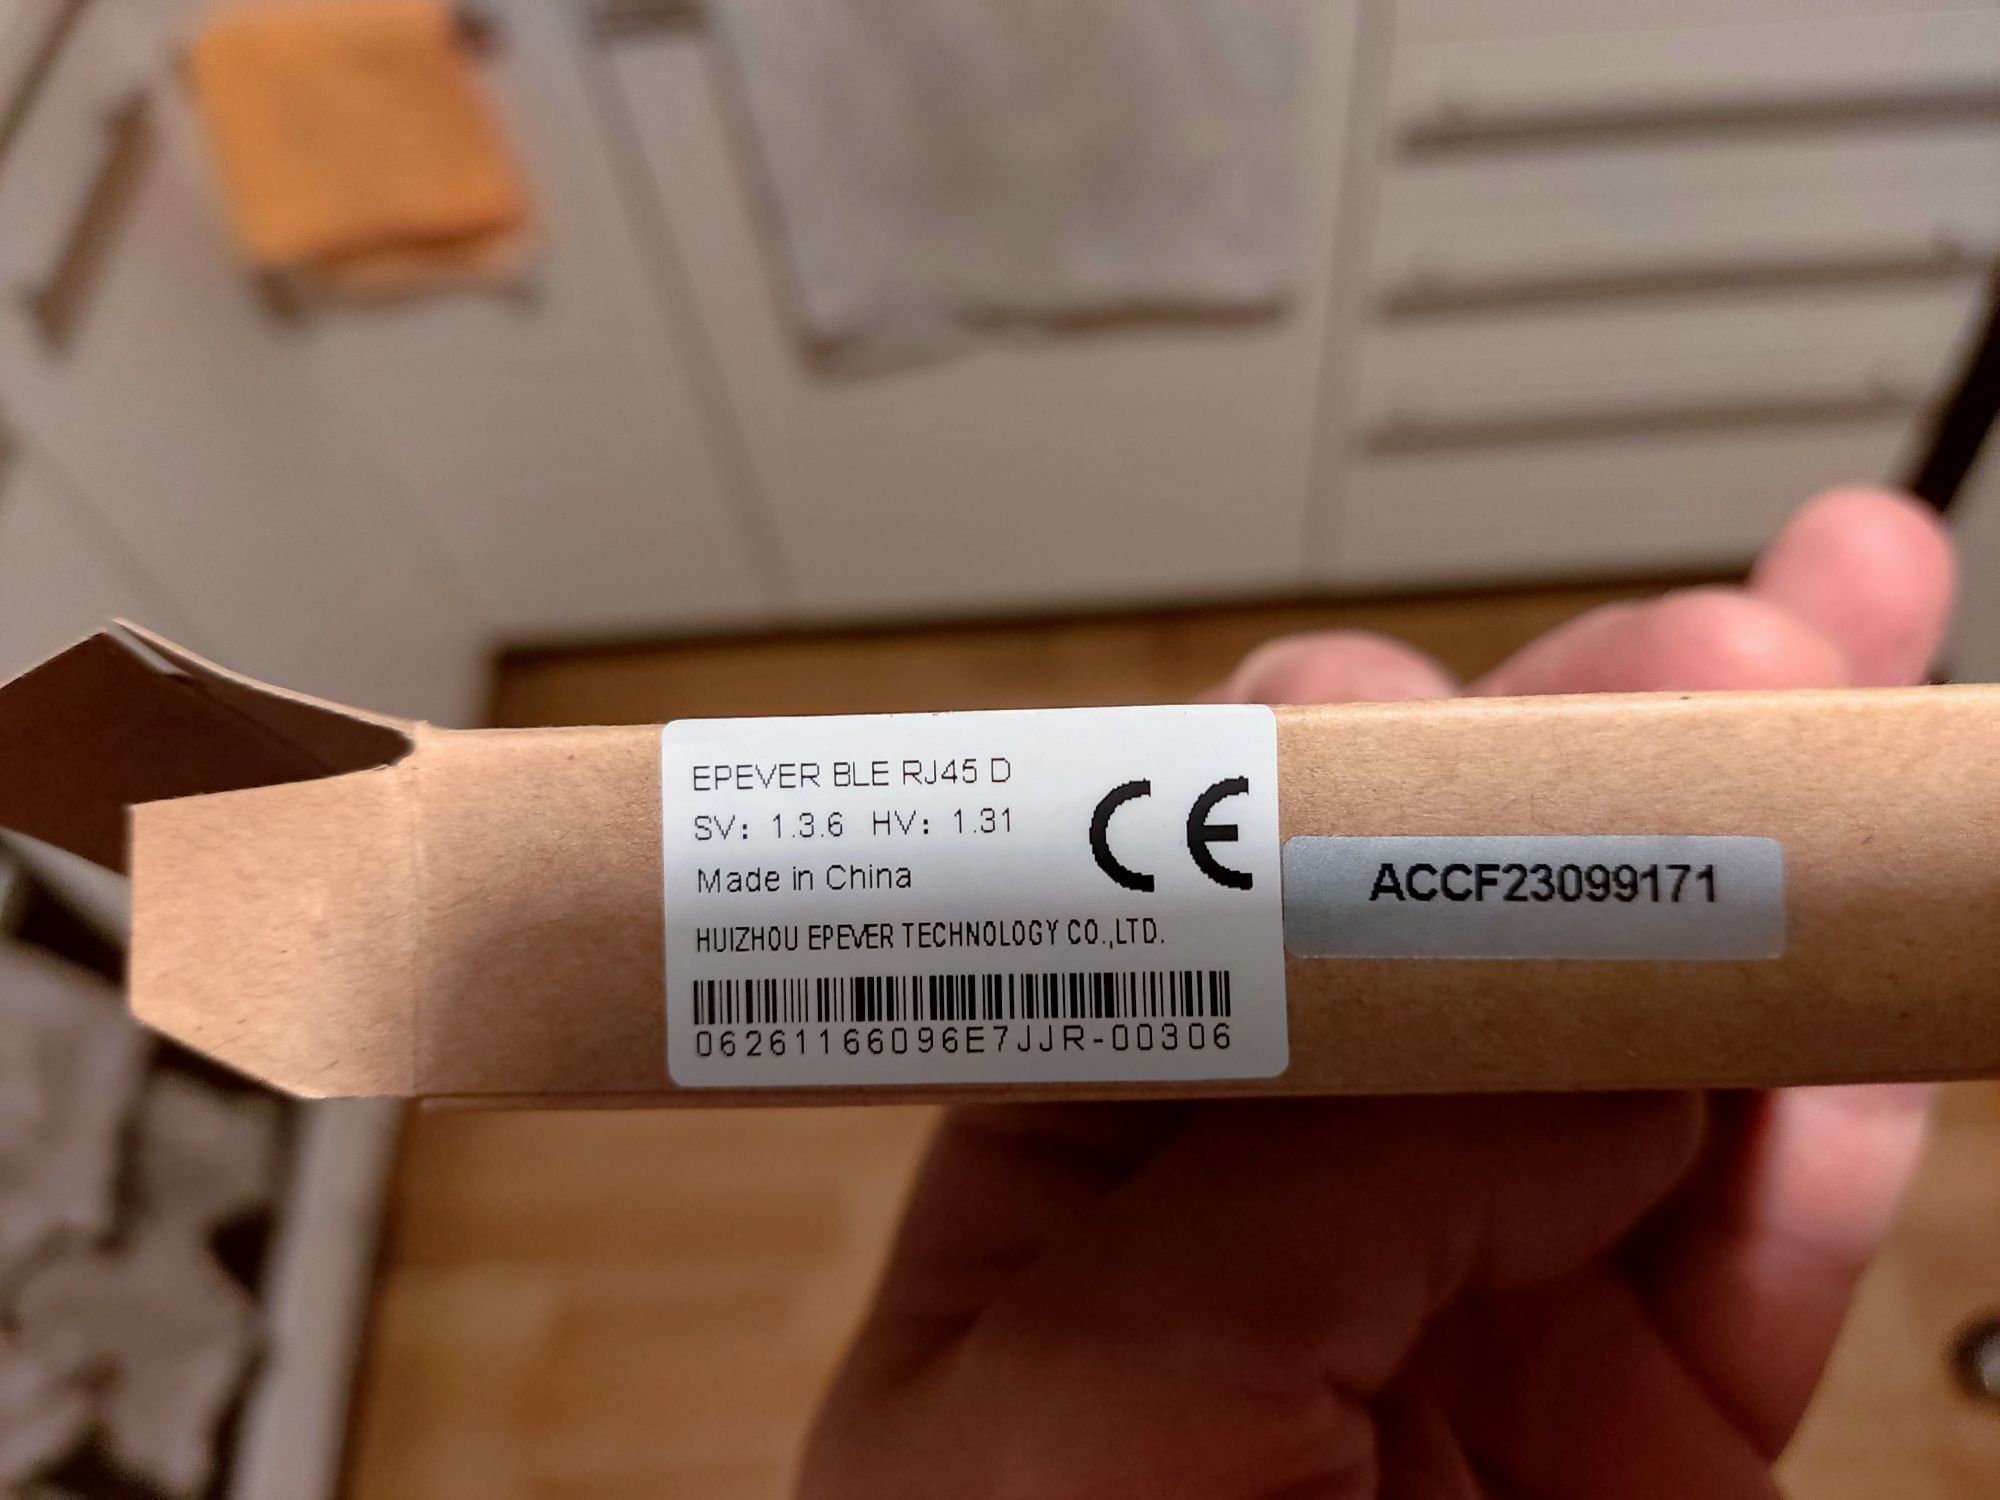 EPEVER BLE RJ45 D
SV: 1.3.6 HV: 1.31
CE
Made in China
HUIZHOU EPEVER TECHNOLOGY CO.,LTD.
06261166096E7JJR-00306
ACCF23099171